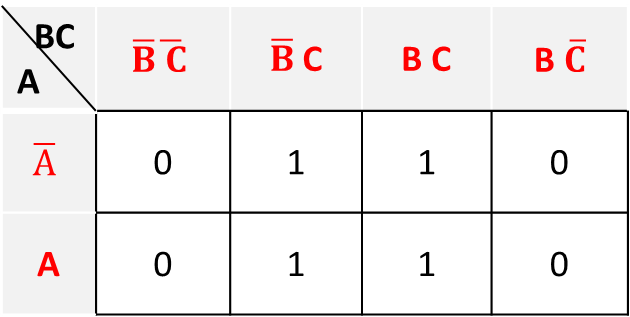 BC
A
B̅ C̅ B̅ C B C B C̅
A̅ 0 1 1 0
A 0 1 1 0